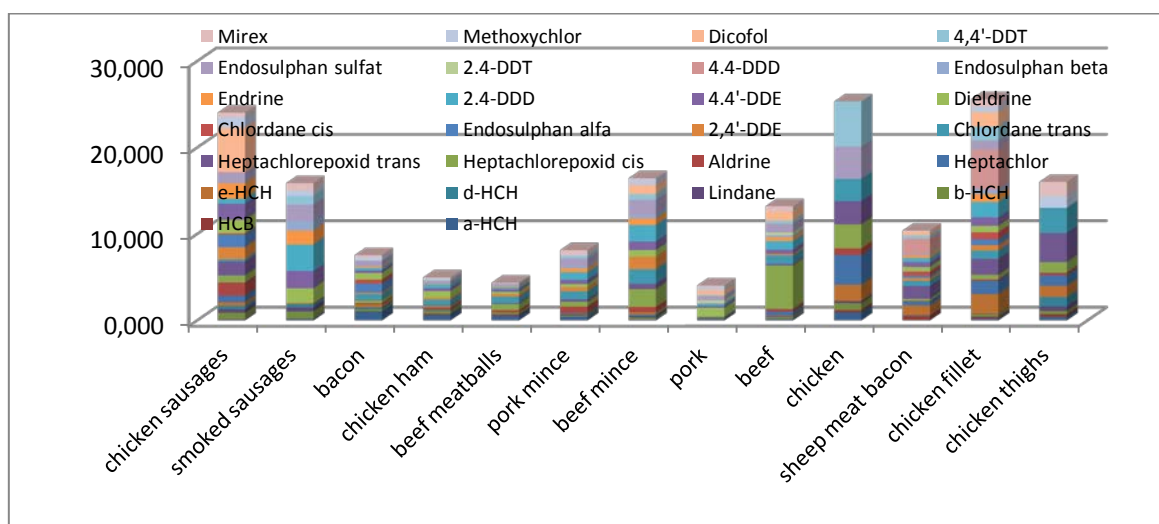 Mirex Methoxychlor Dicofol 4,4'-DDT
30,000
Endosulphan sulfat 2.4-DDT 4.4-DDD Endosulphan beta
Endrine 2.4-DDD 4.4'-DDE Dieldrine
20,000
Chlordane cis Endosulphan alfa 2,4'-DDE Chlordane trans
Heptachlorepoxid trans Heptachlorepoxid cis Aldrine Heptachlor
e-HCH d-HCH Lindane b-HCH
10,000
HCB a-HCH
0,000
chicken sausages
smoked sausages
bacon
chicken ham
beef meatballs
pork mince
beef mince
pork
beef
chicken
sheep meat bacon
chicken fillet
chicken thighs